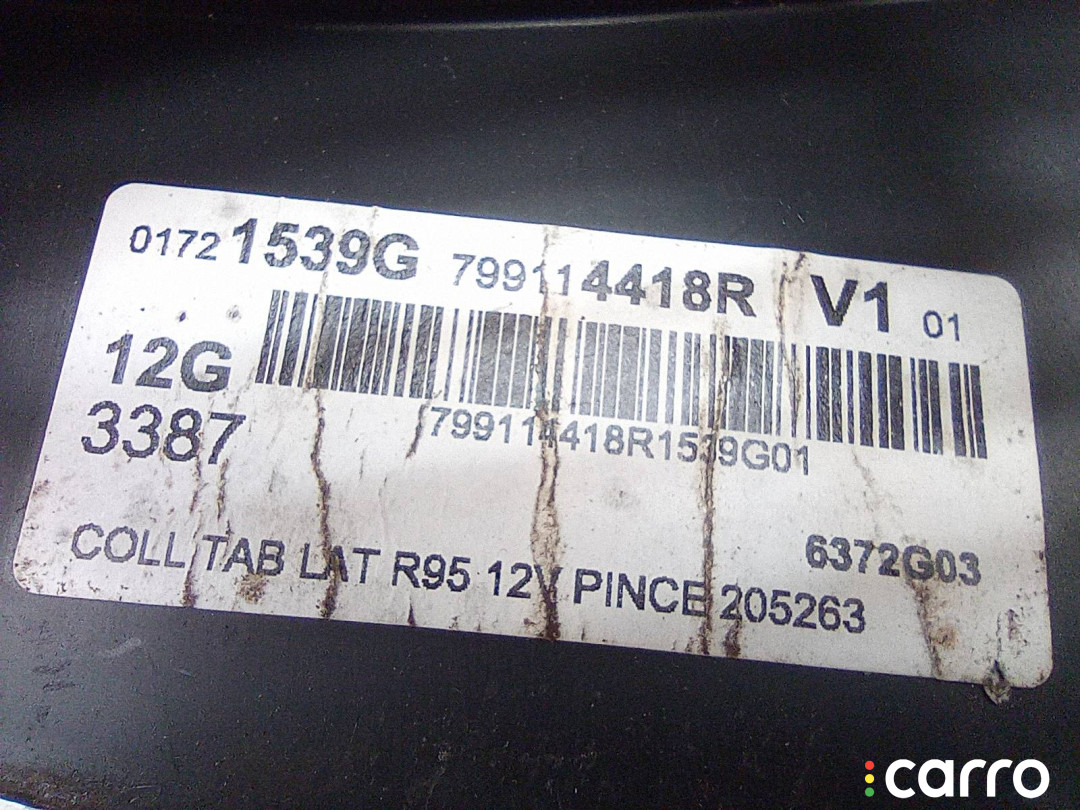 0172 1539G 799114418R V1 01
12G
3387
799114418R1539G01
6372G03
COLL TAB LAT R95 12V PINCE 205263
carro